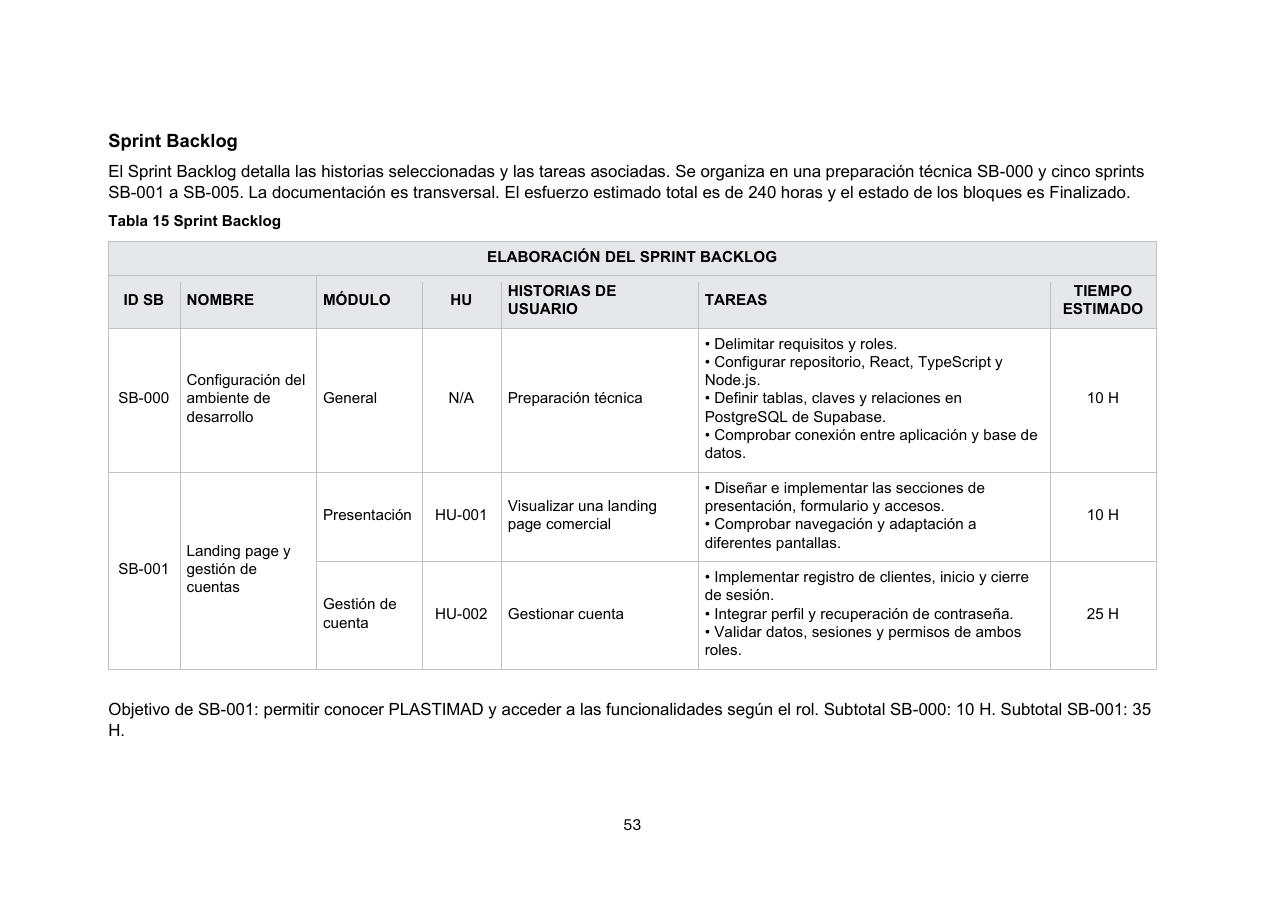 Sprint Backlog
El Sprint Backlog detalla las historias seleccionadas y las tareas asociadas. Se organiza en una preparación técnica SB-000 y cinco sprints
SB-001 a SB-005. La documentación es transversal. El esfuerzo estimado total es de 240 horas y el estado de los bloques es Finalizado.
Tabla 15 Sprint Backlog
ELABORACIÓN DEL SPRINT BACKLOG
ID SB
NOMBRE
MÓDULO
HU
HISTORIAS DE
USUARIO
TAREAS
TIEMPO
ESTIMADO
SB-000
Configuración del
ambiente de
desarrollo
General
N/A
Preparación técnica
• Delimitar requisitos y roles.
• Configurar repositorio, React, TypeScript y
Node.js.
• Definir tablas, claves y relaciones en
PostgreSQL de Supabase.
• Comprobar conexión entre aplicación y base de
datos.
10 H
SB-001
Landing page y
gestión de
cuentas
Presentación
HU-001
Visualizar una landing
page comercial
• Diseñar e implementar las secciones de
presentación, formulario y accesos.
• Comprobar navegación y adaptación a
diferentes pantallas.
10 H
Gestión de
cuenta
HU-002
Gestionar cuenta
• Implementar registro de clientes, inicio y cierre
de sesión.
• Integrar perfil y recuperación de contraseña.
• Validar datos, sesiones y permisos de ambos
roles.
25 H
Objetivo de SB-001: permitir conocer PLASTIMAD y acceder a las funcionalidades según el rol. Subtotal SB-000: 10 H. Subtotal SB-001: 35
H.
53